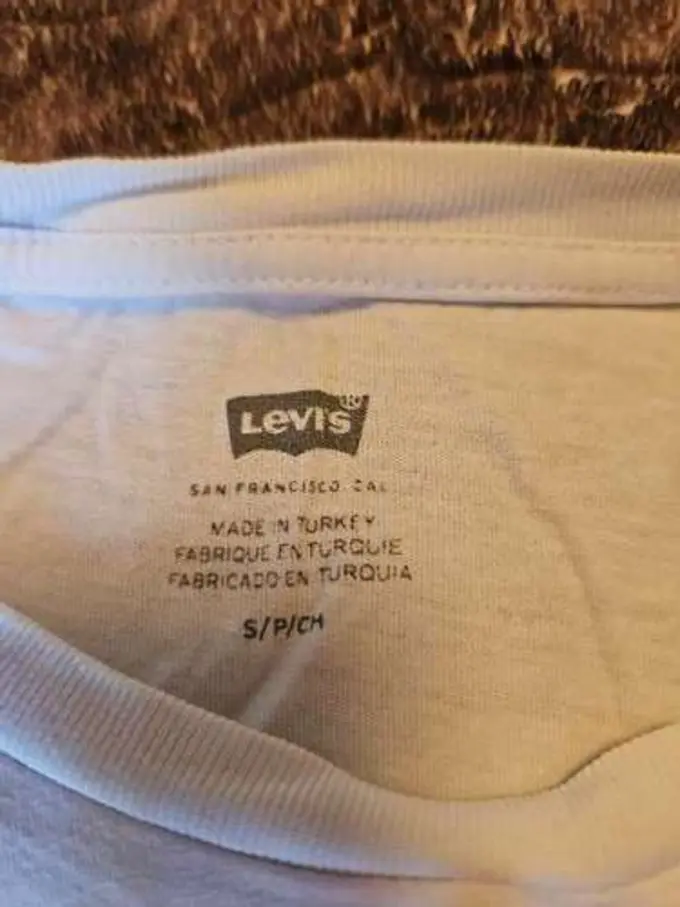 Levi's®
SAN FRANCISCO CAL
MADE IN TURKEY
FABRIQUE EN TURQUIE
FABRICADO EN TURQUIA
S/P/CH